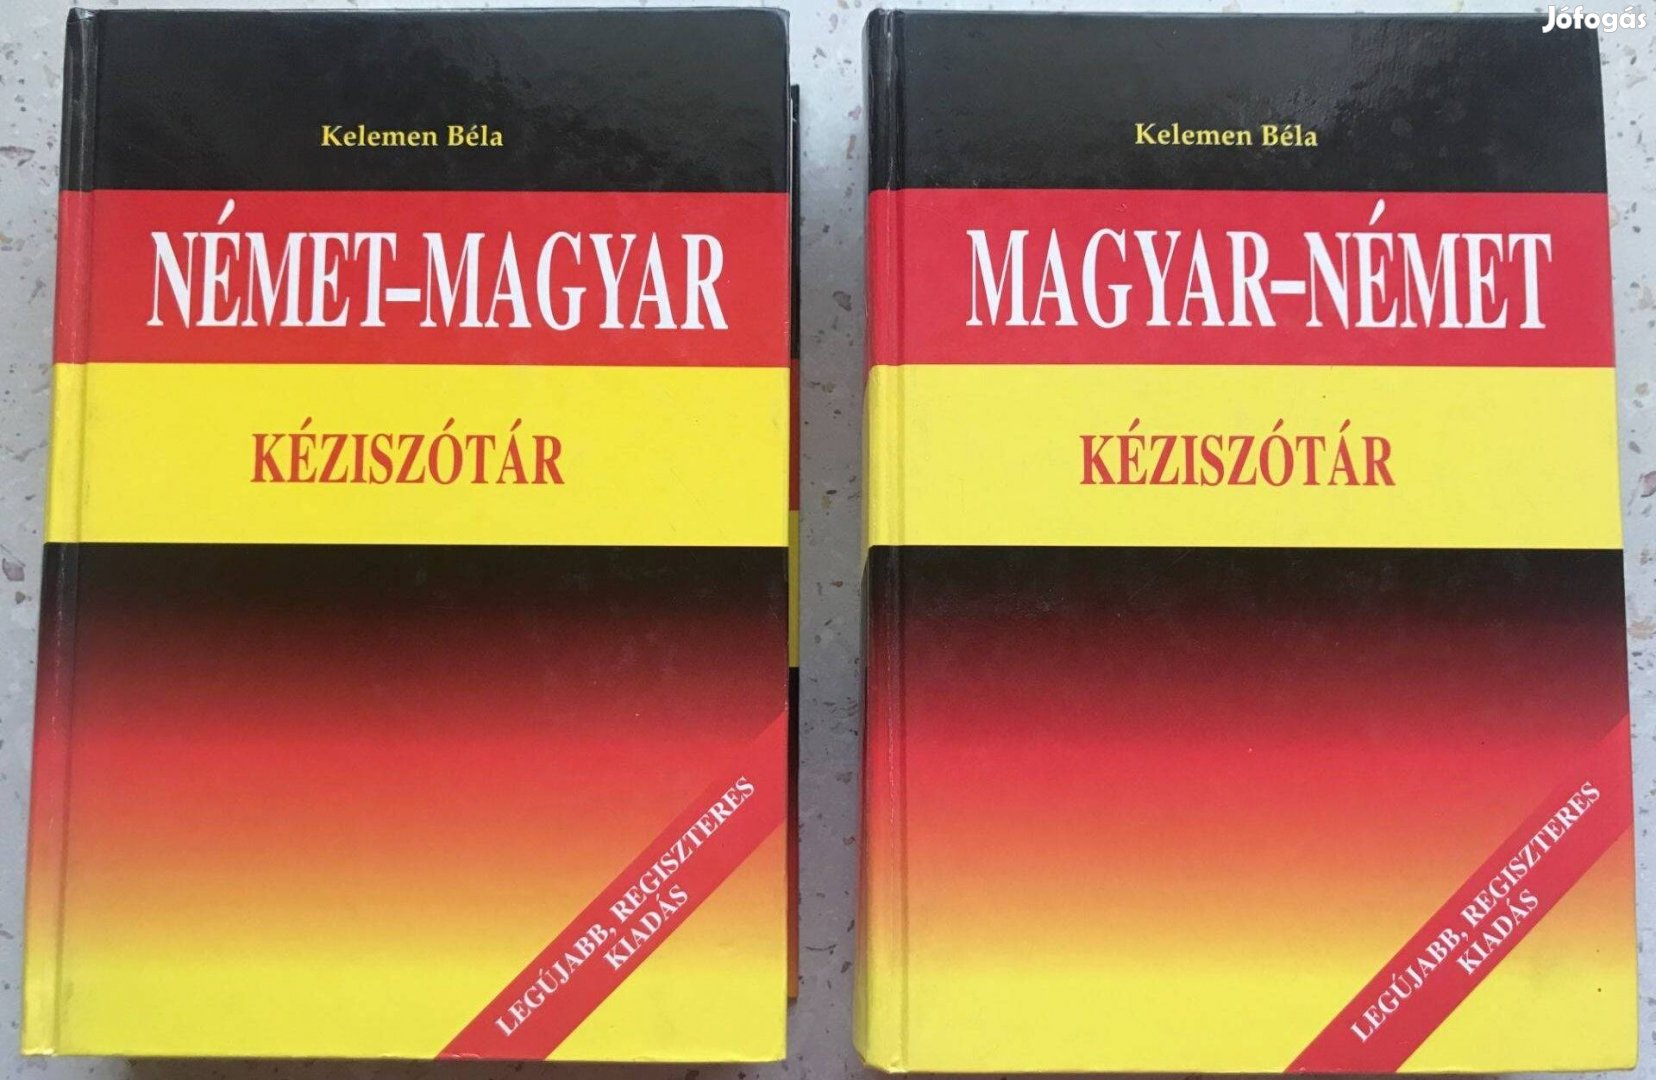 Jófogás
Kelemen Béla
NÉMET–MAGYAR
KÉZISZÓTÁR
LEGÚJABB, REGISZTERES
KIADÁS
Kelemen Béla
MAGYAR–NÉMET
KÉZISZÓTÁR
LEGÚJABB, REGISZTERES
KIADÁS